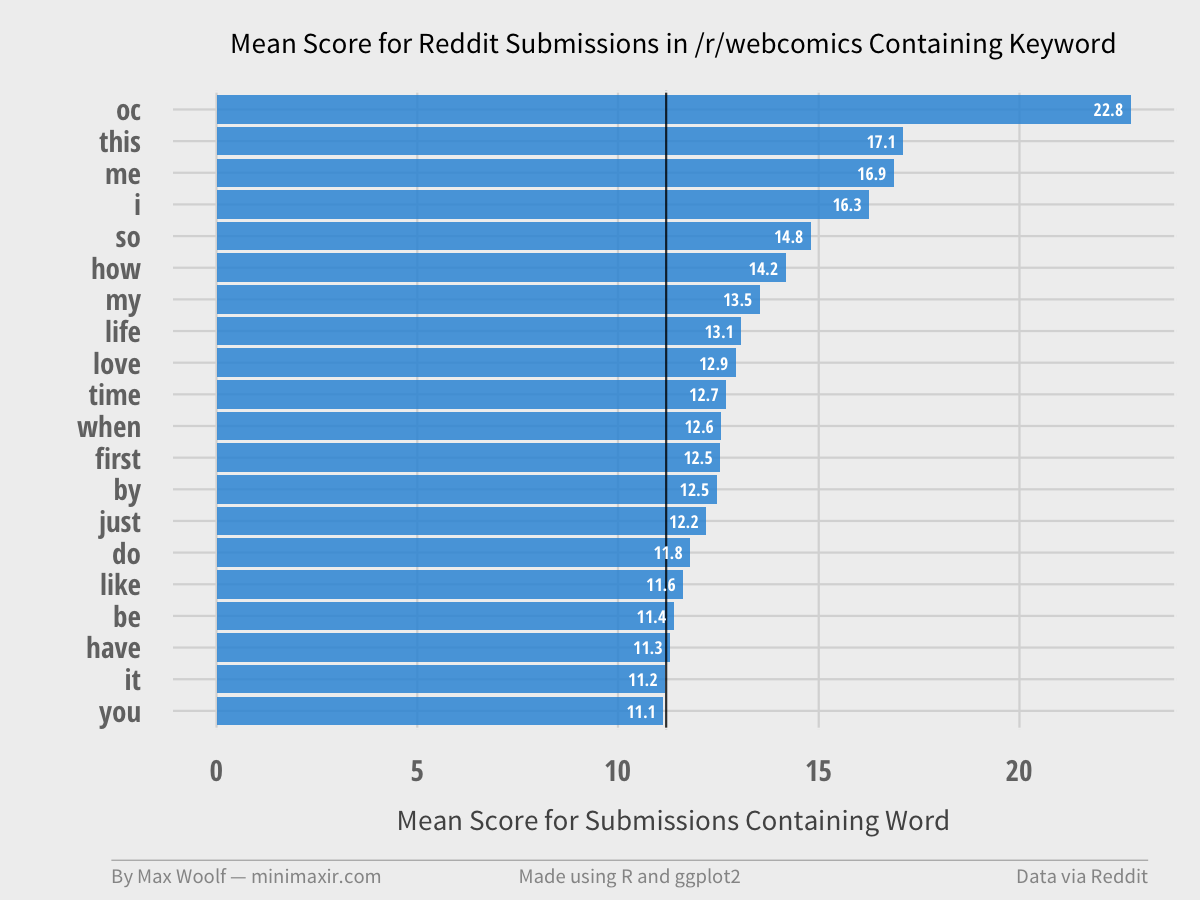 Mean Score for Reddit Submissions in /r/webcomics Containing Keyword
oc 22.8
this 17.1
me 16.9
i 16.3
so 14.8
how 14.2
my 13.5
life 13.1
love 12.9
time 12.7
when 12.6
first 12.5
by 12.5
just 12.2
do 11.8
like 11.6
be 11.4
have 11.3
it 11.2
you 11.1
0 5 10 15 20
Mean Score for Submissions Containing Word
By Max Woolf — minimaxir.com Made using R and ggplot2 Data via Reddit